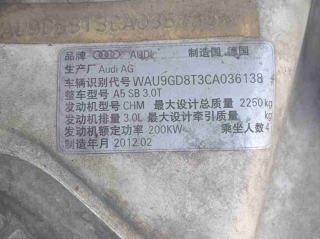 品牌 AUDI 制造国 德国
生产厂 Audi AG
车辆识别代号 WAU9GD8T3CA036138
整车型号 A5 SB 3.0T
发动机型号 CHM 最大设计总质量 2250kg
发动机排量 3.0L 最大设计牵引质量 kg
发动机额定功率 200KW 乘坐人数 4
制造年月 2012.02